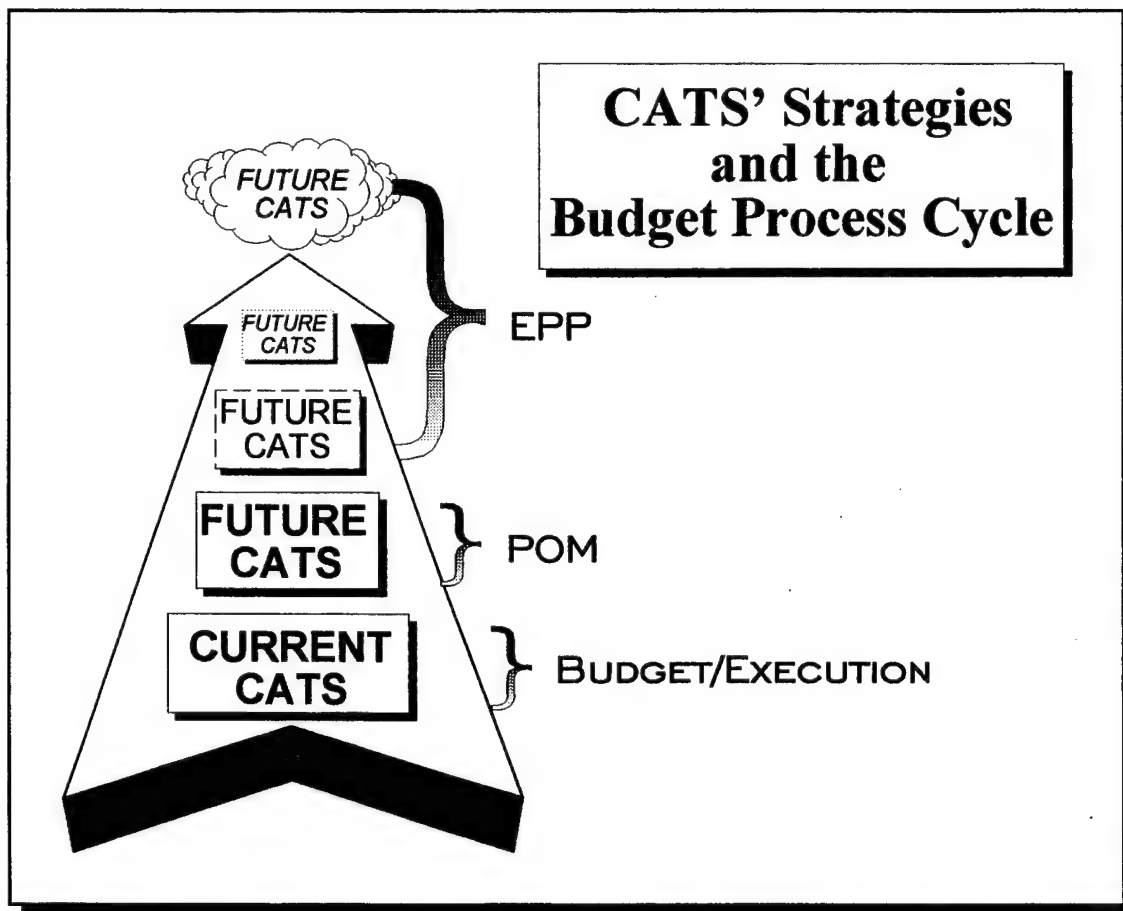 CATS' Strategies
and the
Budget Process Cycle
FUTURE
CATS
FUTURE
CATS
EPP
FUTURE
CATS
FUTURE
CATS
POM
CURRENT
CATS
BUDGET/EXECUTION